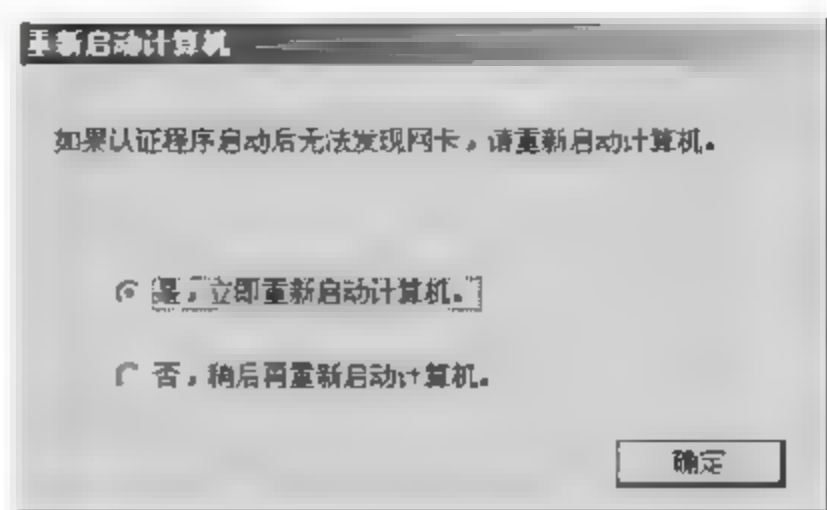 重新启动计算机
如果认证程序启动后无法发现网卡，请重新启动计算机。
是，立即重新启动计算机。
否，稍后再重新启动计算机。
确定